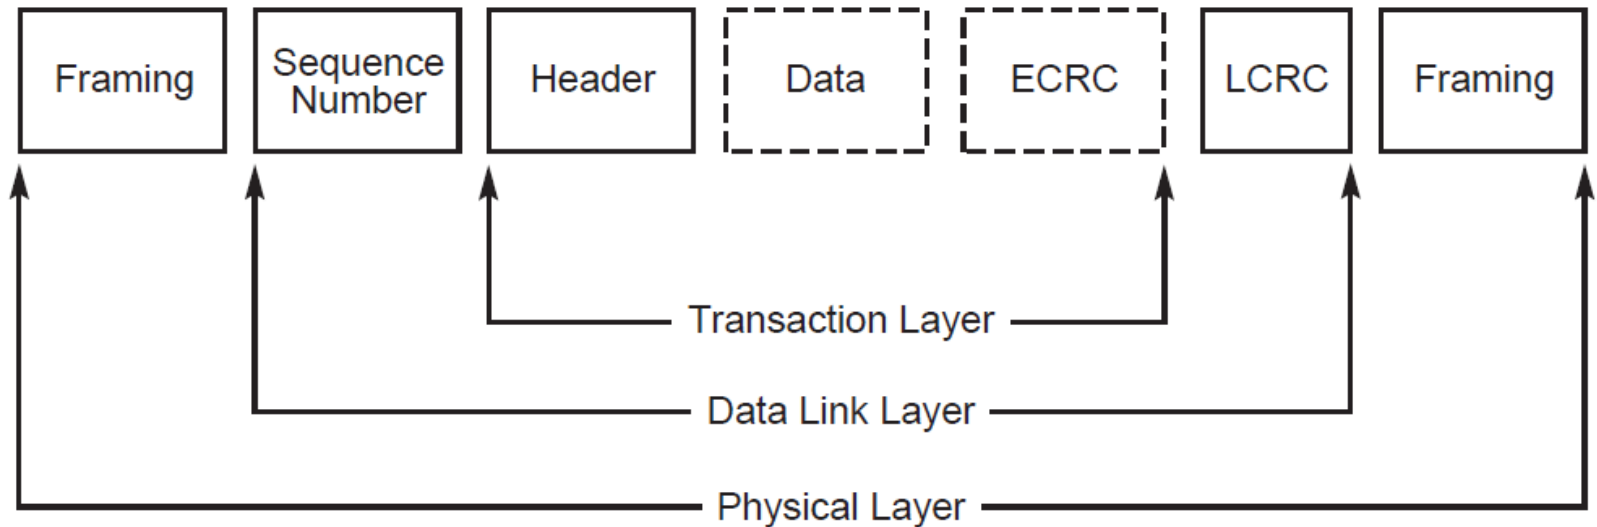 Framing
Sequence
Number
Header
Data
ECRC
LCRC
Framing
Transaction Layer
Data Link Layer
Physical Layer